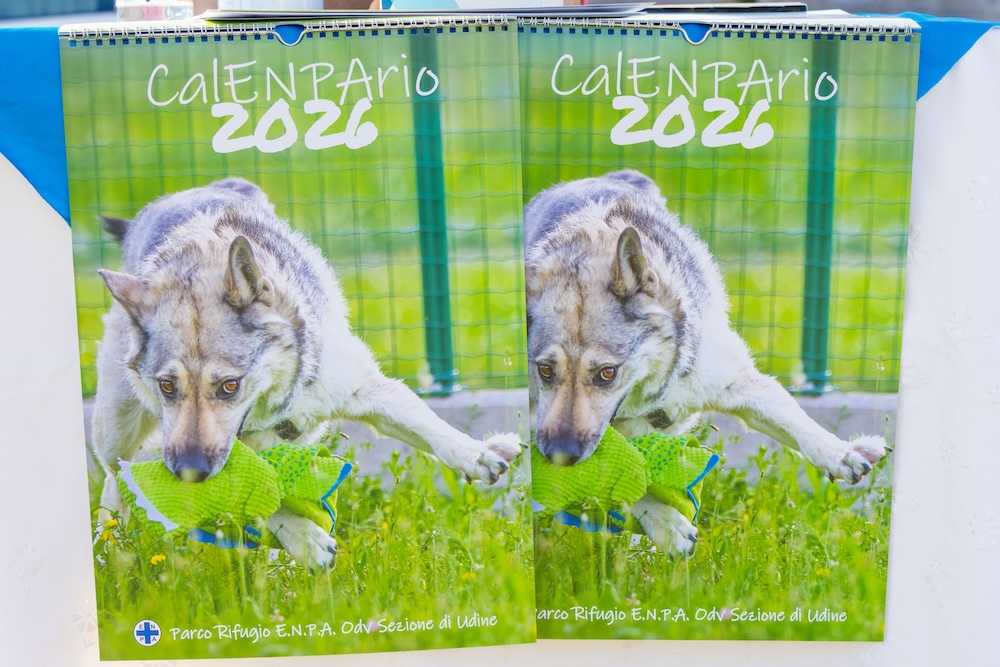 CalENPArio
2026
CalENPArio
2026
E N
P A
Parco Rifugio E.N.P.A. Odv Sezione di Udine
Parco Rifugio E.N.P.A. Odv Sezione di Udine